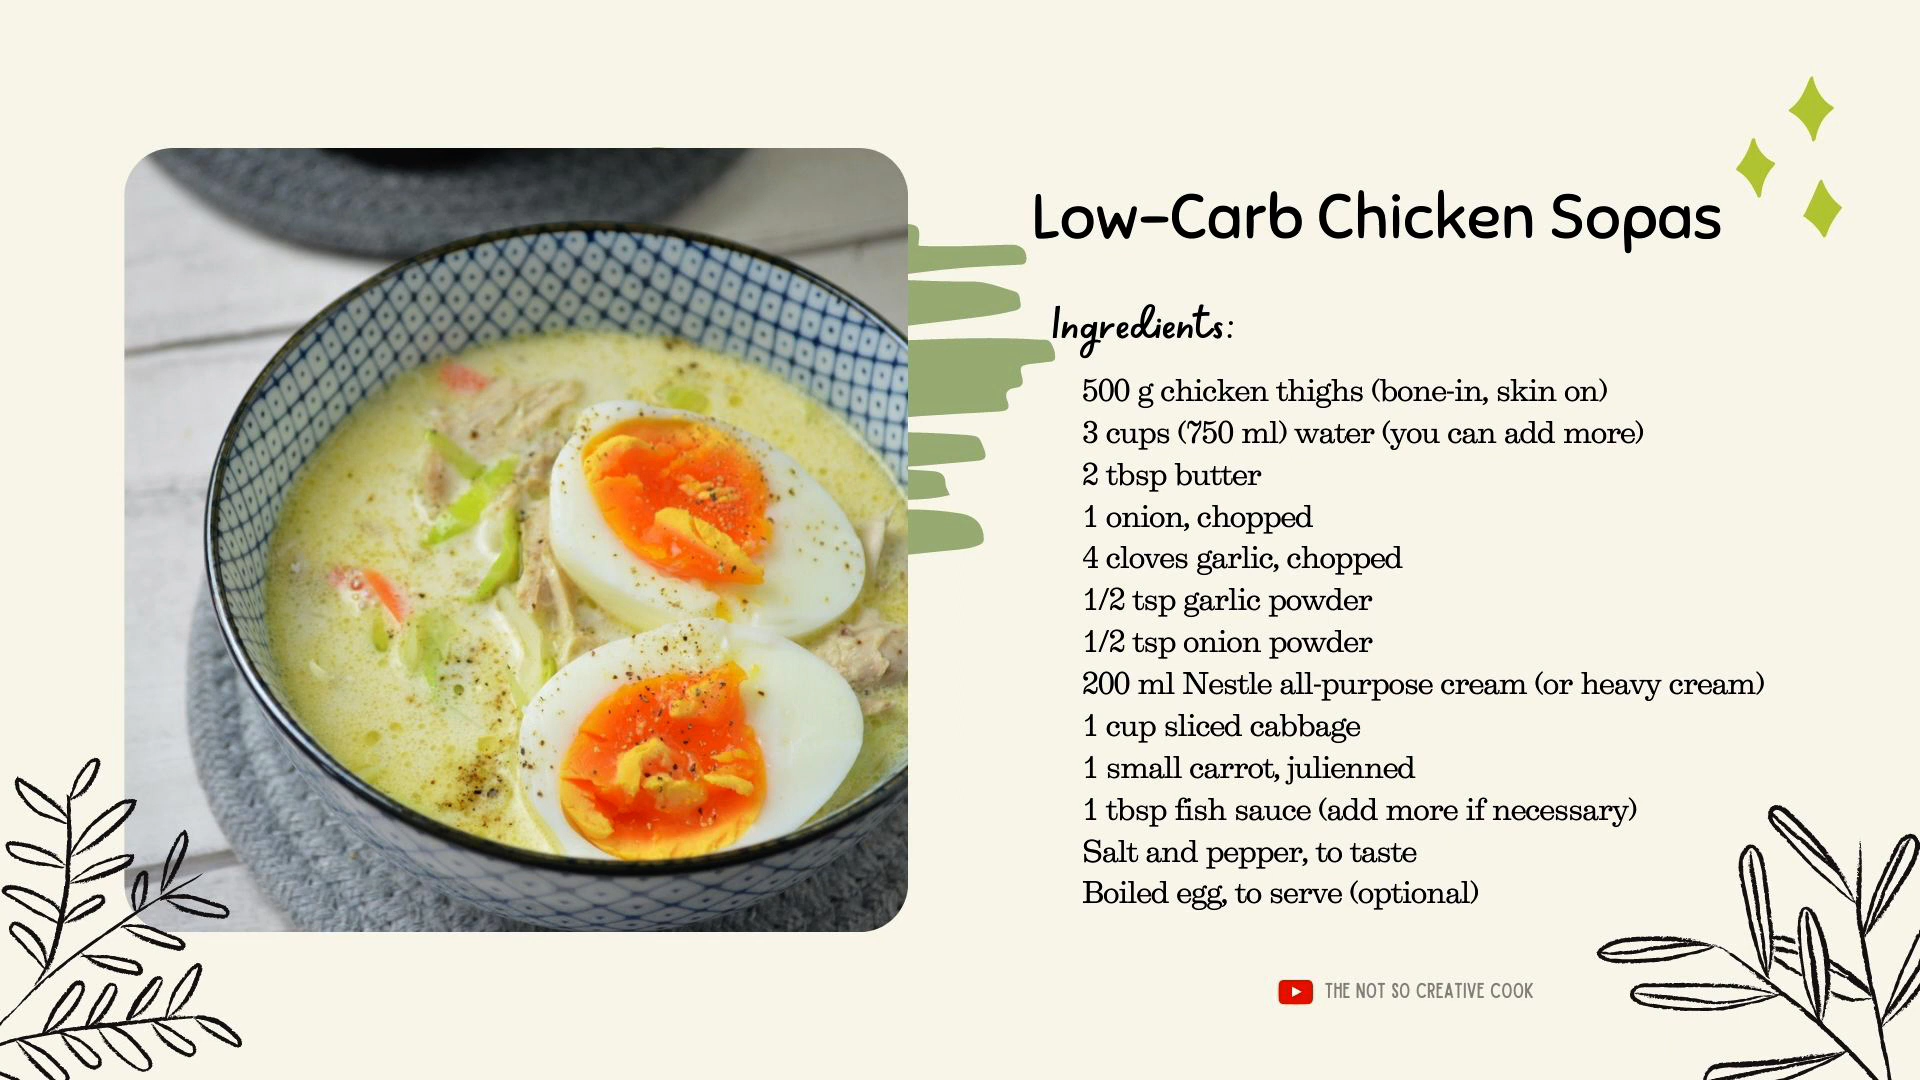 Low-Carb Chicken Sopas
Ingredients:
500 g chicken thighs (bone-in, skin on)
3 cups (750 ml) water (you can add more)
2 tbsp butter
1 onion, chopped
4 cloves garlic, chopped
1/2 tsp garlic powder
1/2 tsp onion powder
200 ml Nestle all-purpose cream (or heavy cream)
1 cup sliced cabbage
1 small carrot, julienned
1 tbsp fish sauce (add more if necessary)
Salt and pepper, to taste
Boiled egg, to serve (optional)
THE NOT SO CREATIVE COOK